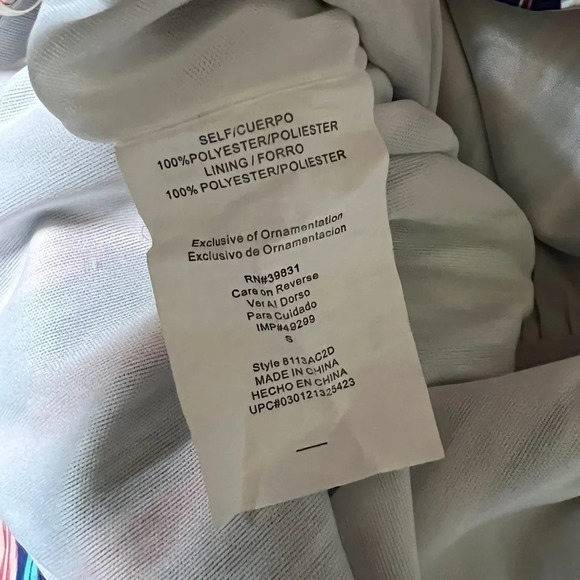 SELF/CUERPO
100%POLYESTER/POLIESTER
LINING / FORRO
100% POLYESTER/POLIESTER
Exclusive of Ornamentation
Exclusivo de Ornamentacion
RN#39831
Care on Reverse
Ver Al Dorso
Para Cuidado
IMP#49299
S
Style 8113AC2D
MADE IN CHINA
HECHO EN CHINA
UPC#030121325423